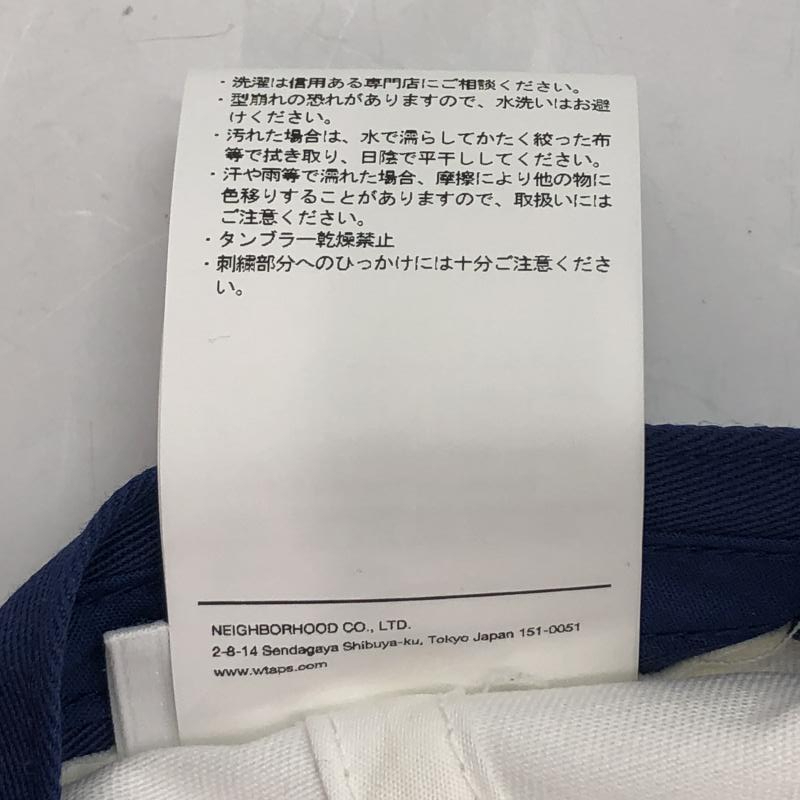 ・洗濯は信用ある専門店にご相談ください。
・型崩れの恐れがありますので、水洗いはお避
けください。
・汚れた場合は、水で濡らしてかたく絞った布
等で拭き取り、日陰で平干ししてください。
・汗や雨等で濡れた場合、摩擦により他の物に
色移りすることがありますので、取扱いには
ご注意ください。
・タンブラー乾燥禁止
・刺繍部分へのひっかけには十分ご注意くださ
い。
NEIGHBORHOOD CO., LTD.
2-8-14 Sendagaya Shibuya-ku, Tokyo Japan 151-0051
www.wtaps.com